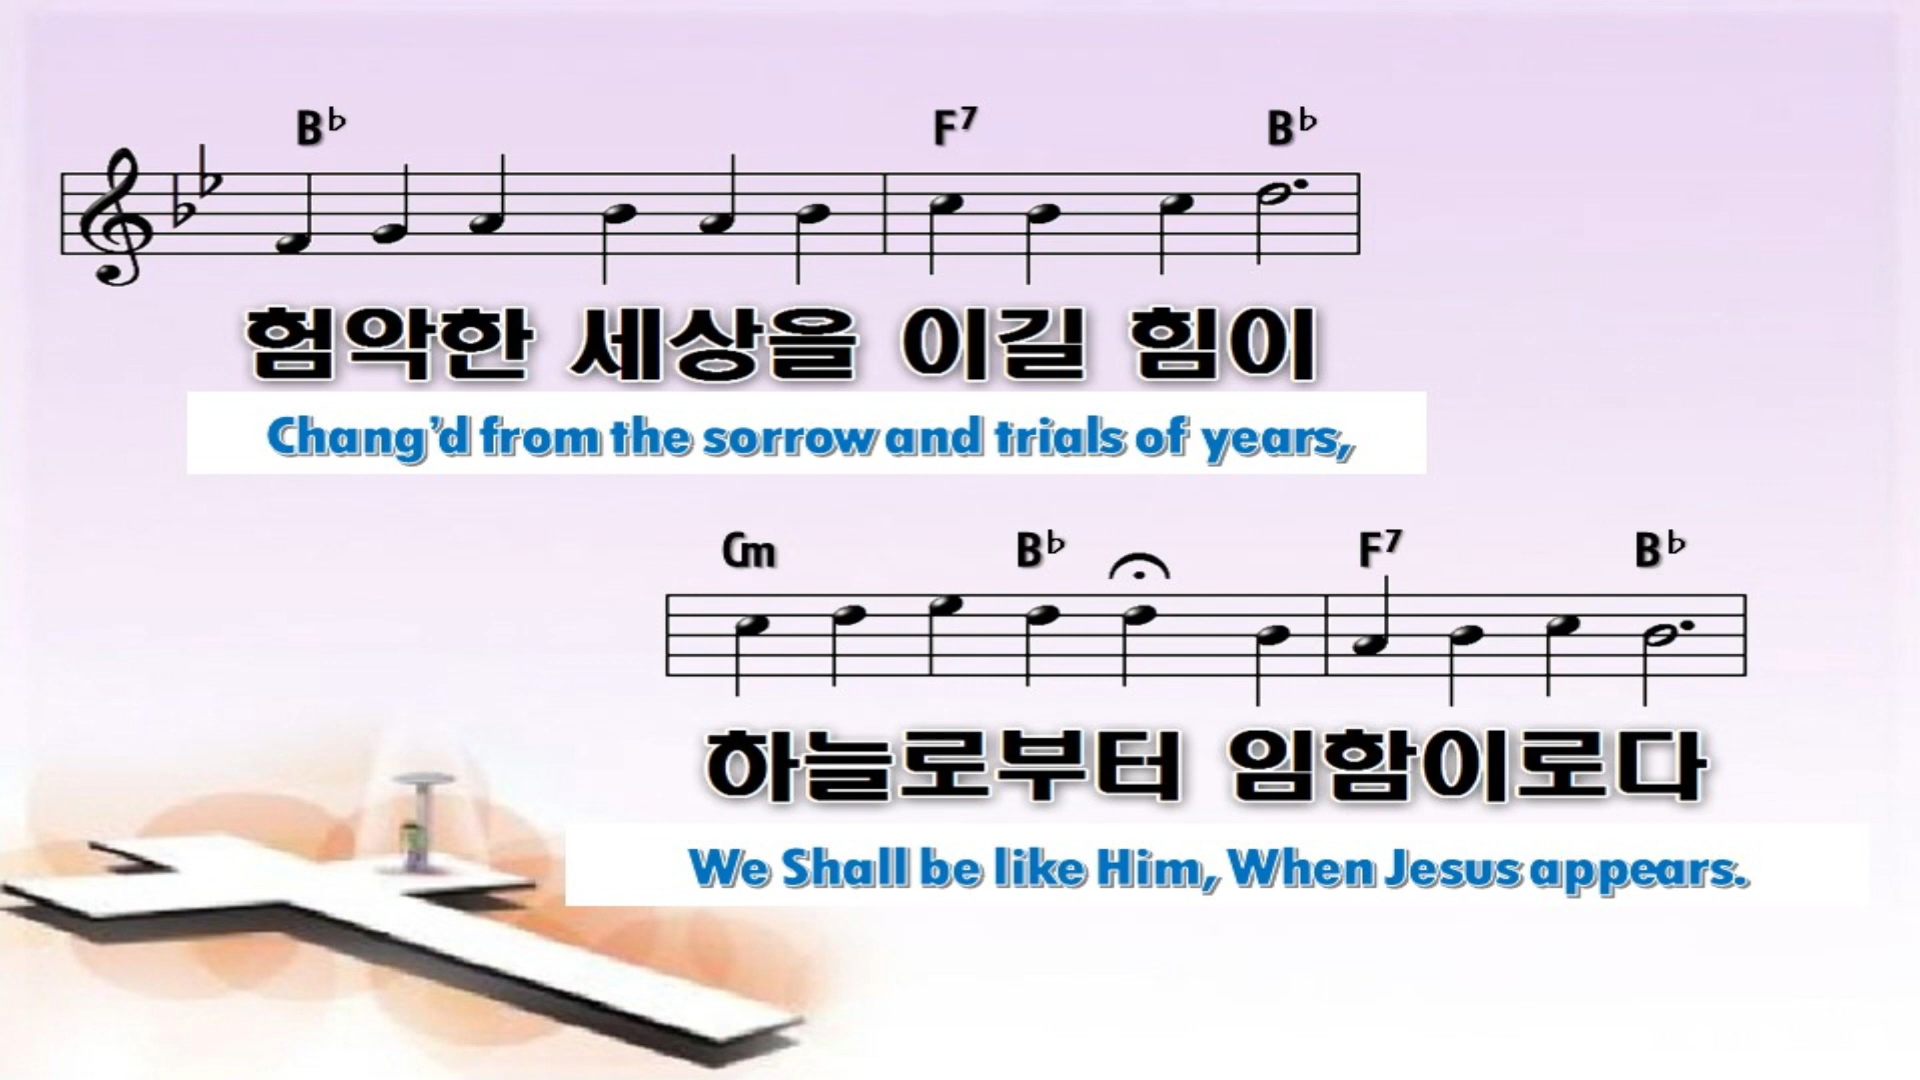 B♭ F7 B♭
험악한 세상을 이길 힘이
Chang’d from the sorrow and trials of years,
Cm B♭ F7 B♭
하늘로부터 임함이로다
We Shall be like Him, When Jesus appears.